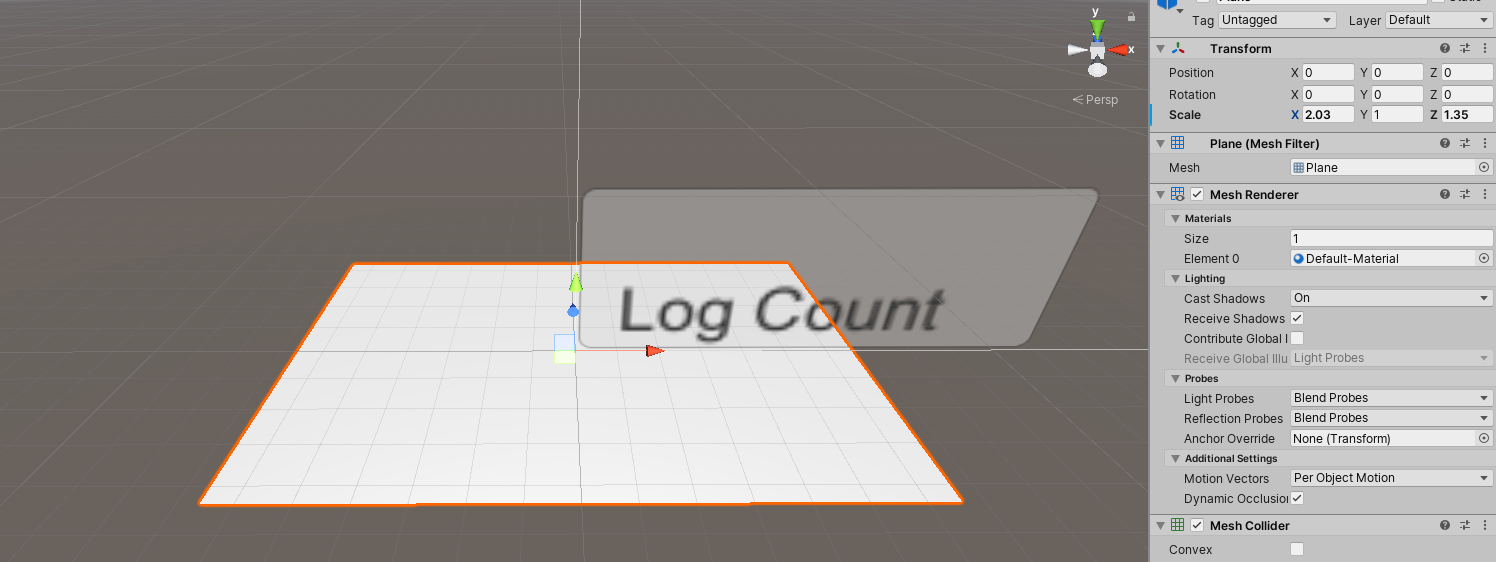 y
x
Persp
Log Count
Tag Untagged Layer Default
Transform
Position X 0 Y 0 Z 0
Rotation X 0 Y 0 Z 0
Scale X 2.03 Y 1 Z 1.35
Plane (Mesh Filter)
Mesh Plane
Mesh Renderer
Materials
Size 1
Element 0 Default-Material
Lighting
Cast Shadows On
Receive Shadows
Contribute Global I
Receive Global Illu Light Probes
Probes
Light Probes Blend Probes
Reflection Probes Blend Probes
Anchor Override None (Transform)
Additional Settings
Motion Vectors Per Object Motion
Dynamic Occlusion
Mesh Collider
Convex